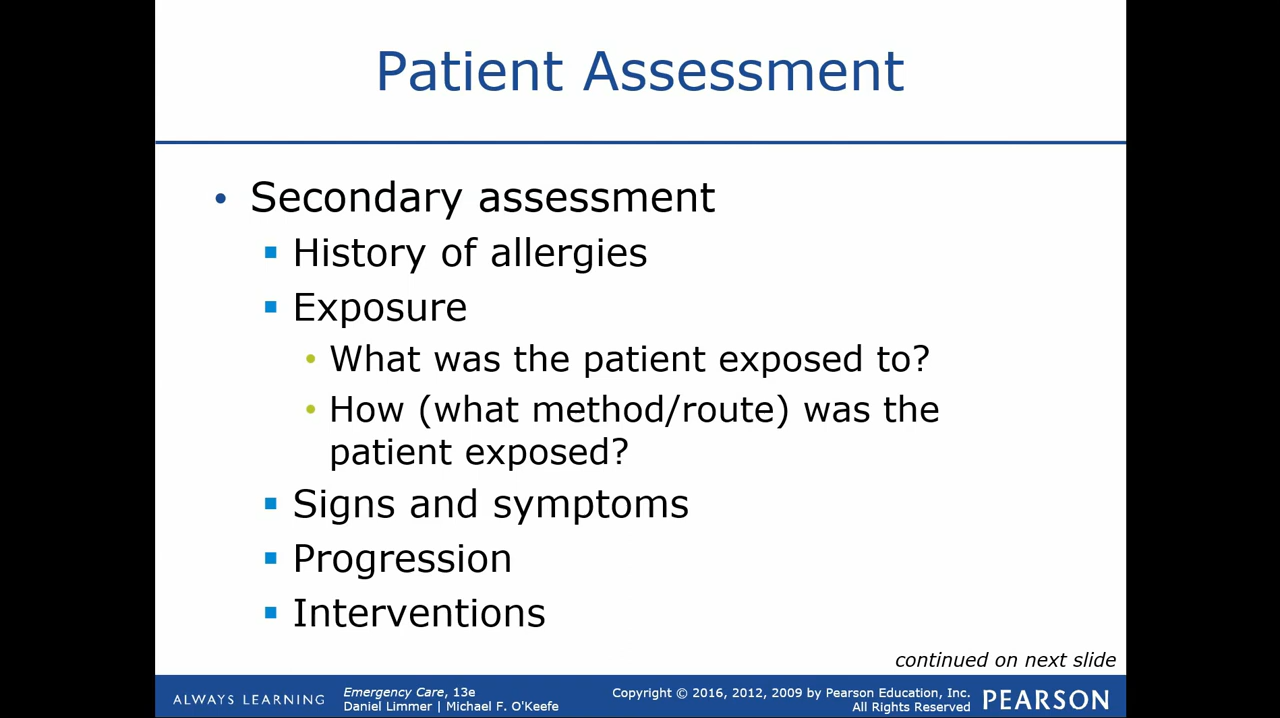 Patient Assessment
• Secondary assessment
▪ History of allergies
▪ Exposure
• What was the patient exposed to?
• How (what method/route) was the
patient exposed?
▪ Signs and symptoms
▪ Progression
▪ Interventions
continued on next slide
ALWAYS LEARNING
Emergency Care, 13e
Daniel Limmer | Michael F. O'Keefe
Copyright © 2016, 2012, 2009 by Pearson Education, Inc.
All Rights Reserved
PEARSON